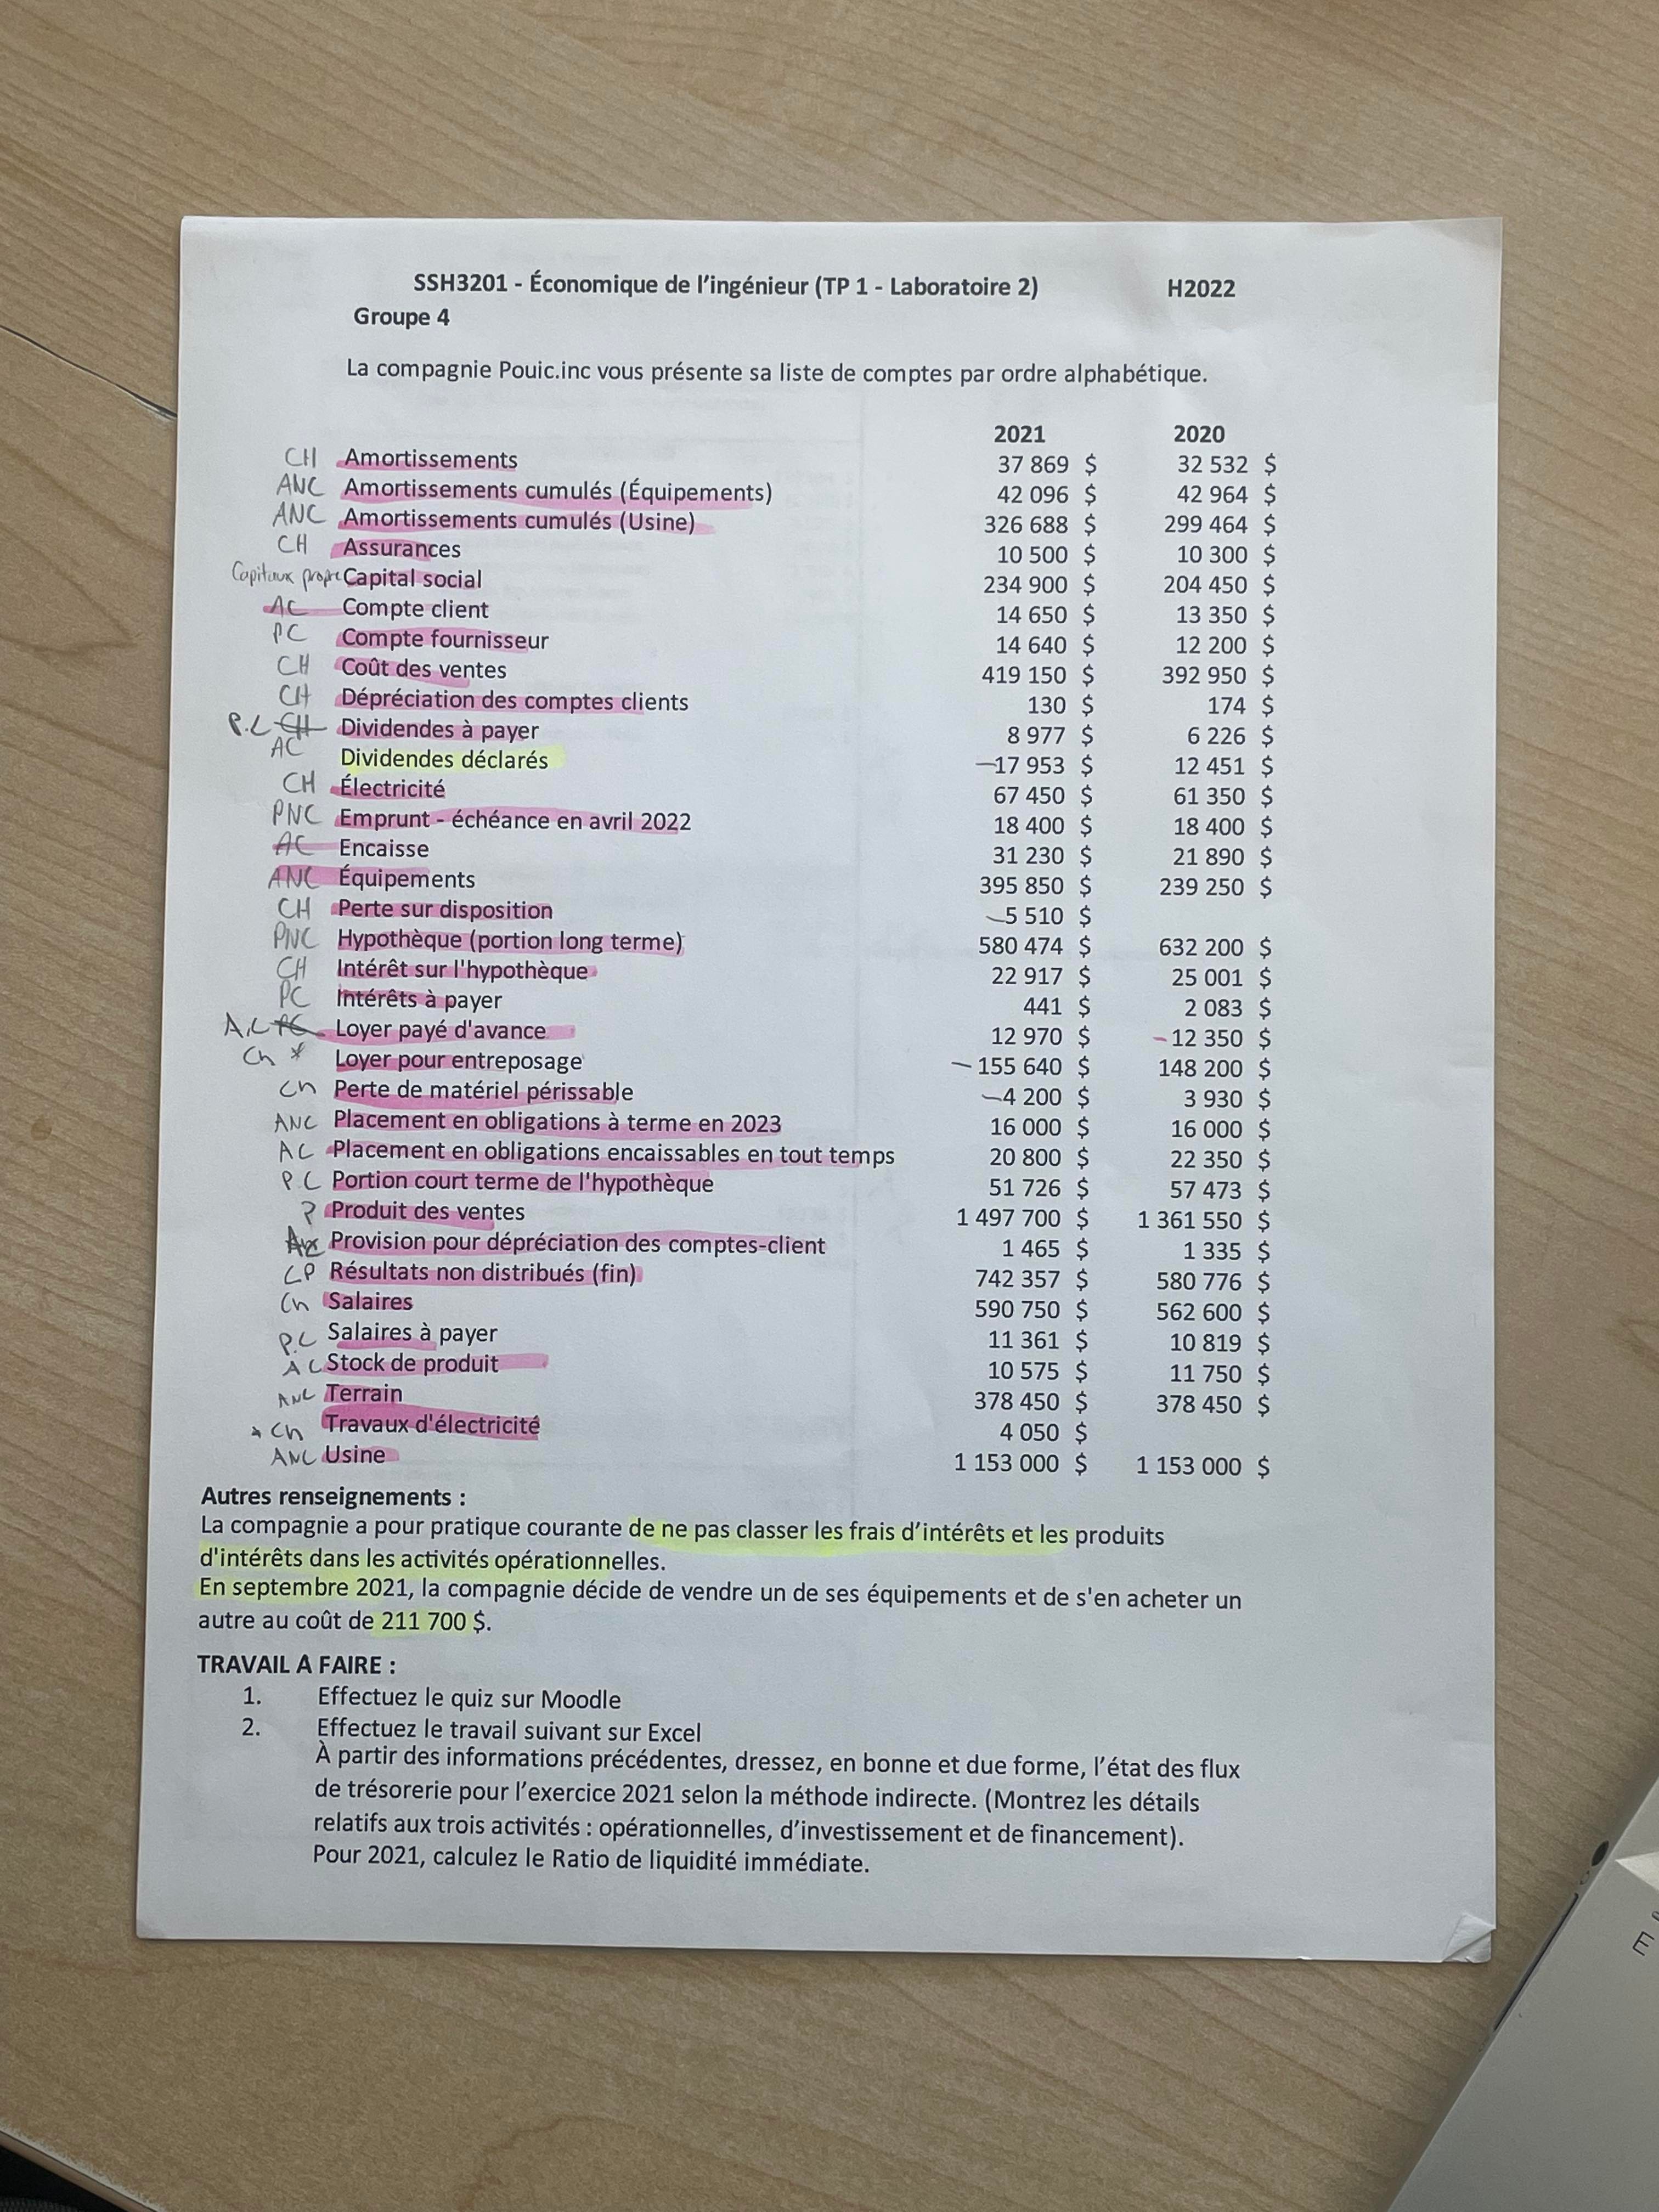 SSH3201 - Économique de l'ingénieur (TP 1 - Laboratoire 2) H2022
Groupe 4
La compagnie Pouic.inc vous présente sa liste de comptes par ordre alphabétique.
2021 2020
CH Amortissements 37 869 $ 32 532 $
ANC Amortissements cumulés (Équipements) 42 096 $ 42 964 $
ANC Amortissements cumulés (Usine) 326 688 $ 299 464 $
CH Assurances 10 500 $ 10 300 $
Capitaux propre Capital social 234 900 $ 204 450 $
AC Compte client 14 650 $ 13 350 $
PC Compte fournisseur 14 640 $ 12 200 $
CH Coût des ventes 419 150 $ 392 950 $
CH Dépréciation des comptes clients 130 $ 174 $
P.C CH Dividendes à payer 8 977 $ 6 226 $
AC Dividendes déclarés -17 953 $ 12 451 $
CH Électricité 67 450 $ 61 350 $
PNC Emprunt - échéance en avril 2022 18 400 $ 18 400 $
AC Encaisse 31 230 $ 21 890 $
ANC Équipements 395 850 $ 239 250 $
CH Perte sur disposition -5 510 $
PNC Hypothèque (portion long terme) 580 474 $ 632 200 $
CH Intérêt sur l'hypothèque 22 917 $ 25 001 $
PC Intérêts à payer 441 $ 2 083 $
A.C PC Loyer payé d'avance 12 970 $ - 12 350 $
Ch * Loyer pour entreposage - 155 640 $ 148 200 $
Ch Perte de matériel périssable -4 200 $ 3 930 $
ANC Placement en obligations à terme en 2023 16 000 $ 16 000 $
AC Placement en obligations encaissables en tout temps 20 800 $ 22 350 $
P.C Portion court terme de l'hypothèque 51 726 $ 57 473 $
P Produit des ventes 1 497 700 $ 1 361 550 $
Provision pour dépréciation des comptes-client 1 465 $ 1 335 $
CP Résultats non distribués (fin) 742 357 $ 580 776 $
Ch Salaires 590 750 $ 562 600 $
P.C Salaires à payer 11 361 $ 10 819 $
AC Stock de produit 10 575 $ 11 750 $
ANC Terrain 378 450 $ 378 450 $
* Ch Travaux d'électricité 4 050 $
ANC Usine 1 153 000 $ 1 153 000 $
Autres renseignements :
La compagnie a pour pratique courante de ne pas classer les frais d'intérêts et les produits
d'intérêts dans les activités opérationnelles.
En septembre 2021, la compagnie décide de vendre un de ses équipements et de s'en acheter un
autre au coût de 211 700 $.
TRAVAIL A FAIRE :
1. Effectuez le quiz sur Moodle
2. Effectuez le travail suivant sur Excel
À partir des informations précédentes, dressez, en bonne et due forme, l'état des flux
de trésorerie pour l'exercice 2021 selon la méthode indirecte. (Montrez les détails
relatifs aux trois activités : opérationnelles, d'investissement et de financement).
Pour 2021, calculez le Ratio de liquidité immédiate.
E